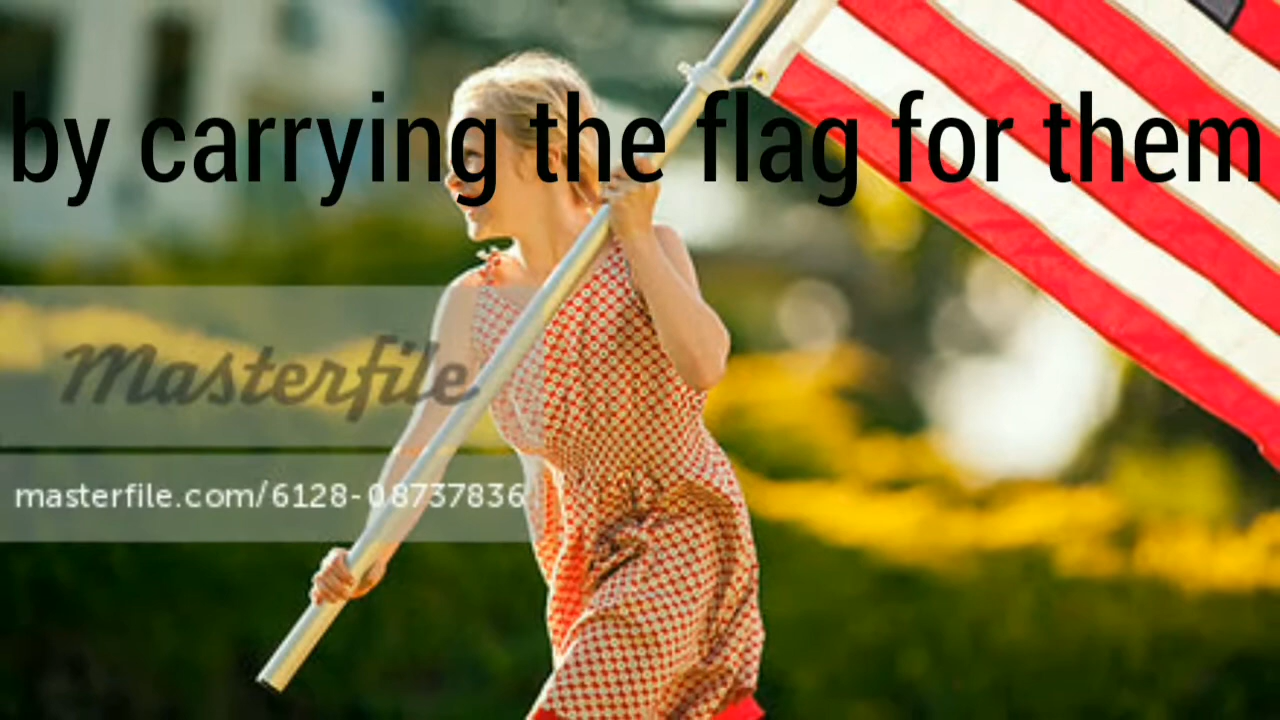 by carrying the flag for them
Masterfile
masterfile.com/6128-08737836